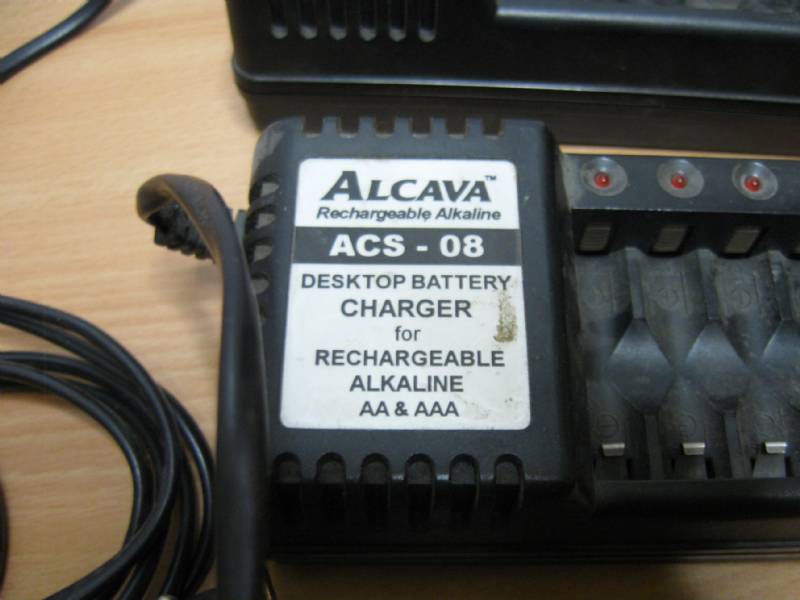 ALCAVA™
Rechargeable Alkaline
ACS - 08
DESKTOP BATTERY
CHARGER
for
RECHARGEABLE
ALKALINE
AA & AAA